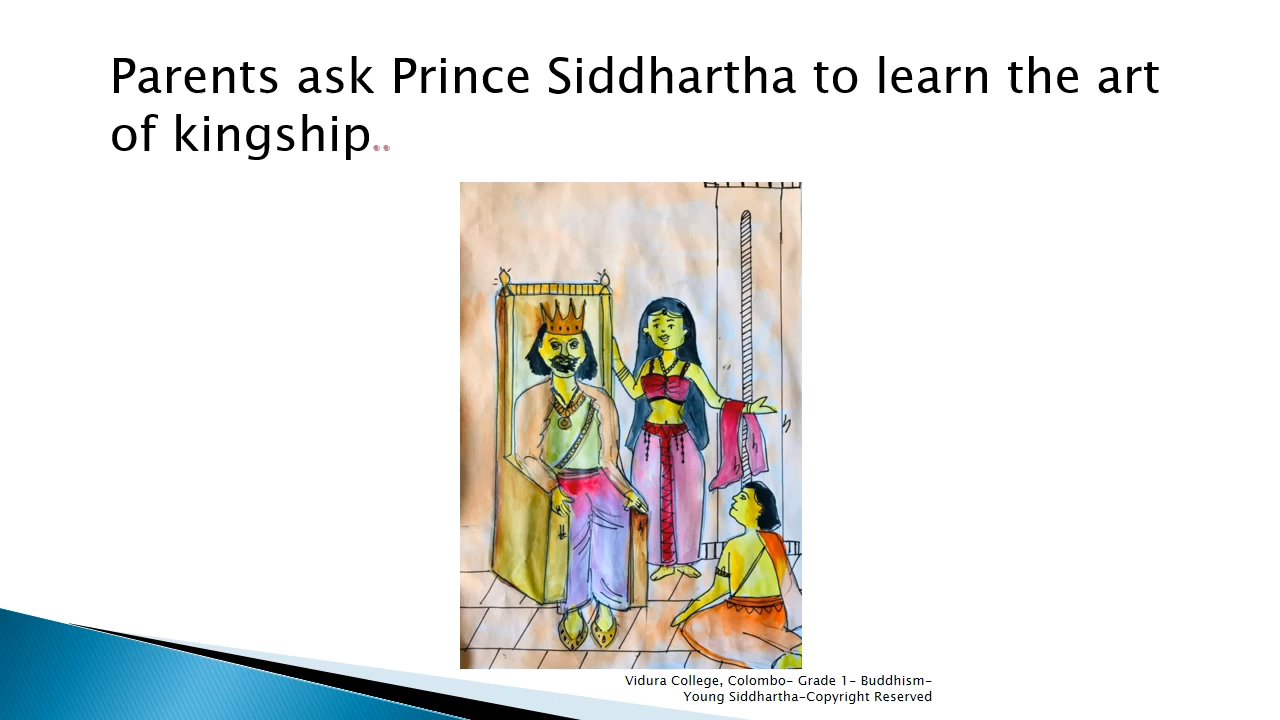 Parents ask Prince Siddhartha to learn the art
of kingship..
Vidura College, Colombo- Grade 1- Buddhism-
Young Siddhartha-Copyright Reserved